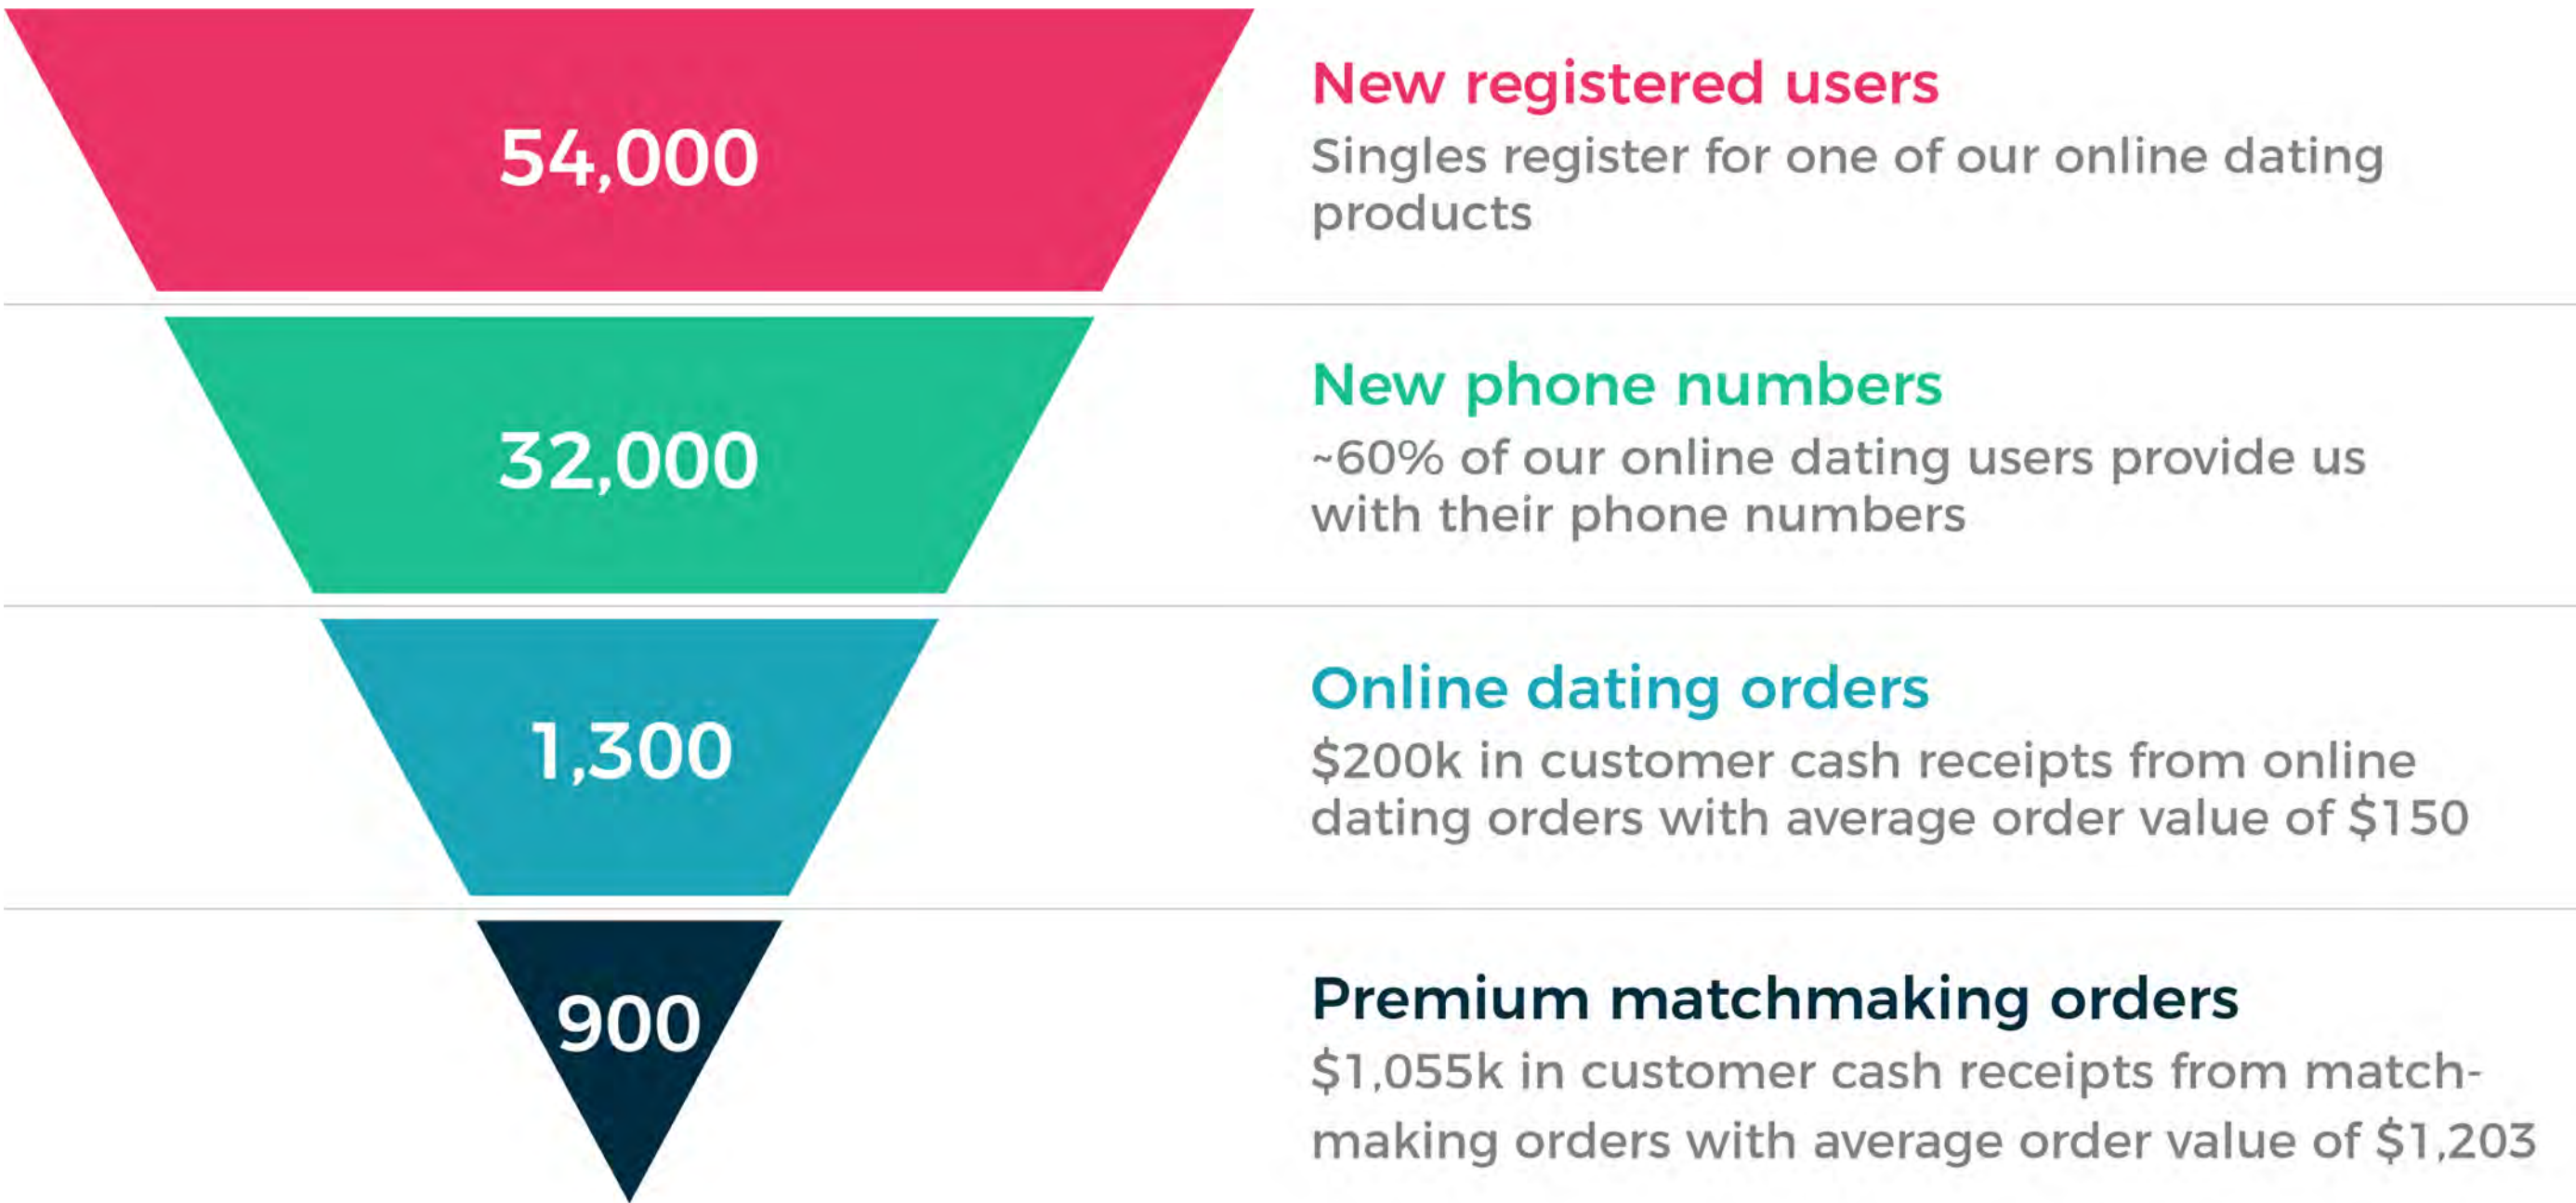 54,000
New registered users
Singles register for one of our online dating
products
32,000
New phone numbers
~60% of our online dating users provide us
with their phone numbers
1,300
Online dating orders
$200k in customer cash receipts from online
dating orders with average order value of $150
900
Premium matchmaking orders
$1,055k in customer cash receipts from match-
making orders with average order value of $1,203